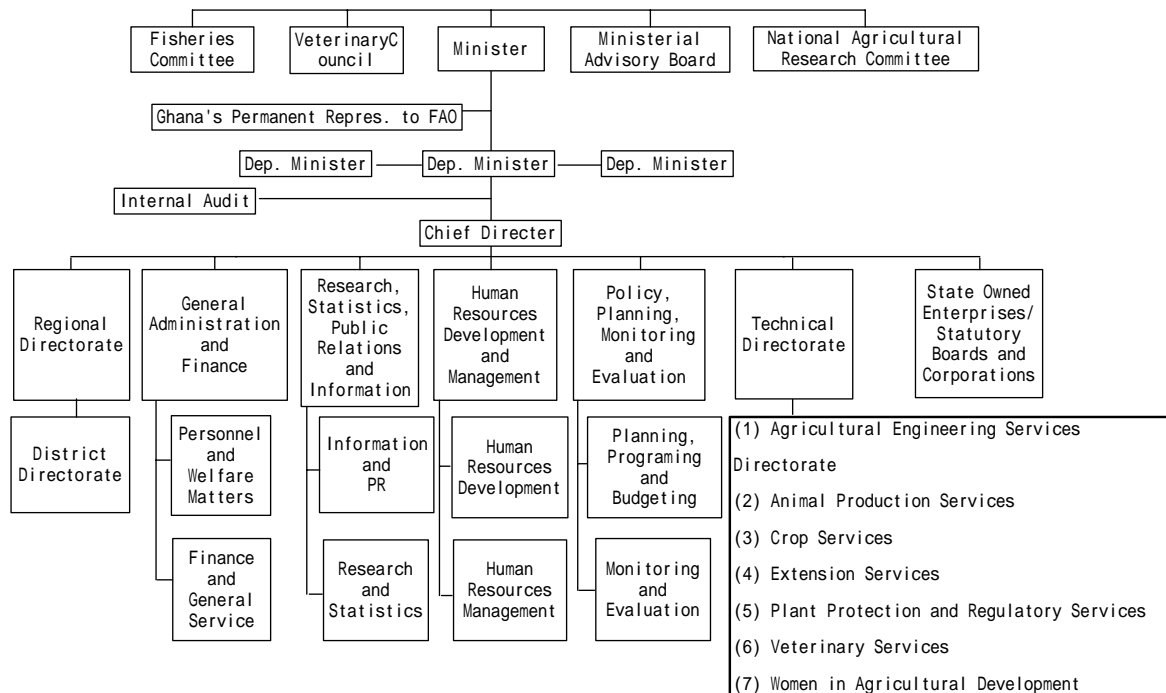 Fisheries
Committee
VeterinaryC
ouncil
Minister
Ministerial
Advisory Board
National Agricultural
Research Committee
Ghana's Permanent Repres. to FAO
Dep. Minister
Dep. Minister
Dep. Minister
Internal Audit
Chief Directer
Regional
Directorate
General
Administration
and
Finance
Research,
Statistics,
Public
Relations
and
Information
Human
Resources
Development
and
Management
Policy,
Planning,
Monitoring
and
Evaluation
Technical
Directorate
State Owned
Enterprises/
Statutory
Boards and
Corporations
District
Directorate
Personnel
and
Welfare
Matters
Information
and
PR
Human
Resources
Development
Planning,
Programing
and
Budgeting
Finance
and
General
Service
Research
and
Statistics
Human
Resources
Management
Monitoring
and
Evaluation
(1) Agricultural Engineering Services
Directorate
(2) Animal Production Services
(3) Crop Services
(4) Extension Services
(5) Plant Protection and Regulatory Services
(6) Veterinary Services
(7) Women in Agricultural Development